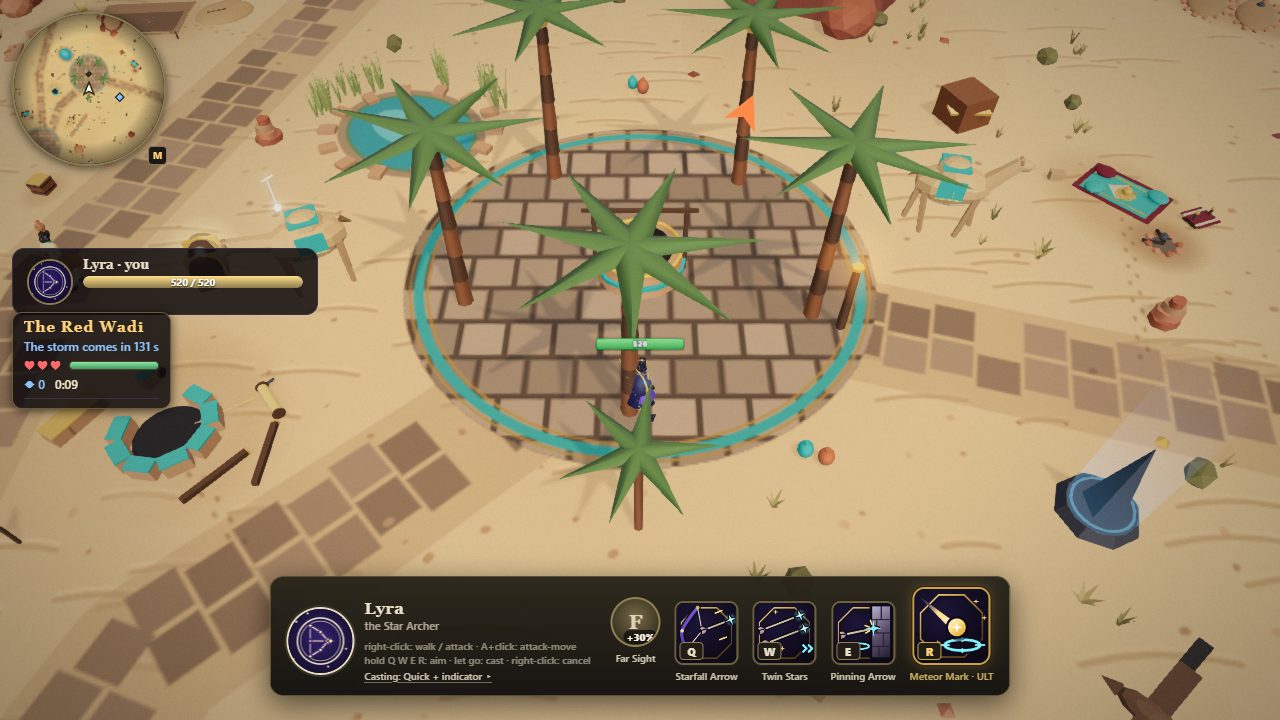 M
Lyra · you
520 / 520
The Red Wadi
The storm comes in 131 s
0 0:09
520
Lyra
the Star Archer
right-click: walk / attack · A+click: attack-move
hold Q W E R: aim · let go: cast · right-click: cancel
Casting: Quick + indicator ▸
F
+30%
Far Sight
Q
Starfall Arrow
W
Twin Stars
E
Pinning Arrow
R
Meteor Mark · ULT